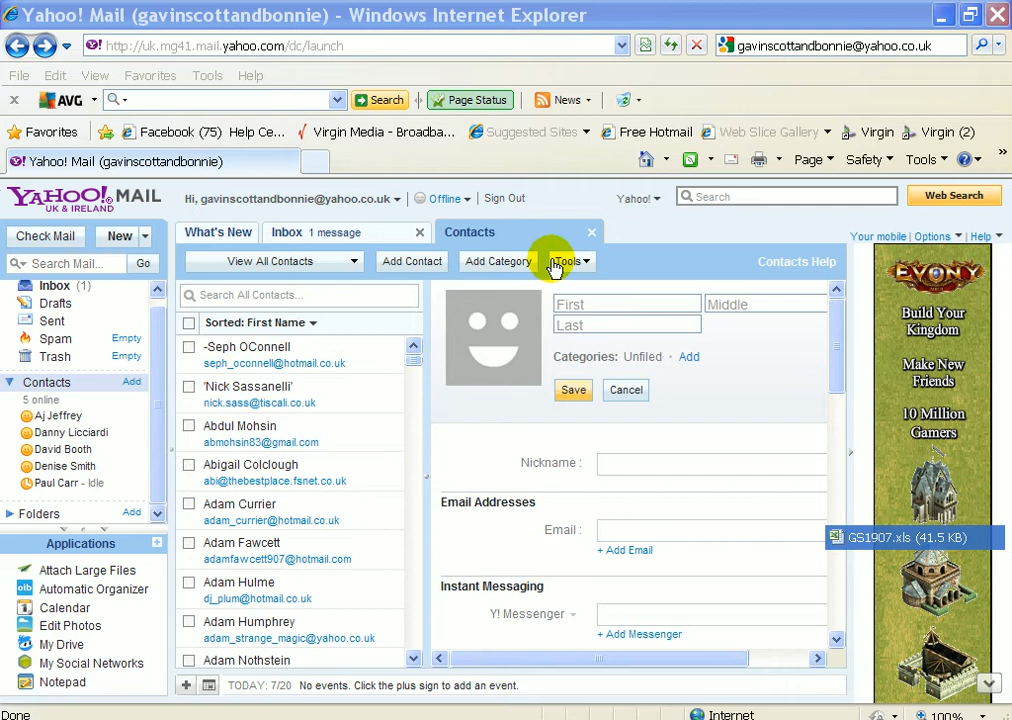 Yahoo! Mail (gavinscottandbonnie) - Windows Internet Explorer
http://uk.mg41.mail.yahoo.com/dc/launch
gavinscottandbonnie@yahoo.co.uk
File Edit View Favorites Tools Help
AVG Search Page Status News
Favorites Facebook (75) Help Ce... Virgin Media - Broadba... Suggested Sites Free Hotmail Web Slice Gallery Virgin Virgin (2)
Yahoo! Mail (gavinscottandbonnie)
Page Safety Tools
YAHOO! MAIL
UK & IRELAND
Hi, gavinscottandbonnie@yahoo.co.uk Offline Sign Out Yahoo! Search Web Search
Check Mail New
What's New Inbox 1 message Contacts
Your mobile Options Help
Search Mail... Go
View All Contacts Add Contact Add Category Tools Contacts Help
Inbox (1)
Drafts
Sent
Spam Empty
Trash Empty
Contacts Add
5 online
Aj Jeffrey
Danny Licciardi
David Booth
Denise Smith
Paul Carr - Idle
Folders Add
Applications
Attach Large Files
Automatic Organizer
Calendar
Edit Photos
My Drive
My Social Networks
Notepad
Search All Contacts...
Sorted: First Name
-Seph OConnell
seph_oconnell@hotmail.co.uk
'Nick Sassanelli'
nick.sass@tiscali.co.uk
Abdul Mohsin
abmohsin83@gmail.com
Abigail Colclough
abi@thebestplace.fsnet.co.uk
Adam Currier
adam_currier@hotmail.co.uk
Adam Fawcett
adamfawcett907@hotmail.com
Adam Hulme
dj_plum@hotmail.co.uk
Adam Humphrey
adam_strange_magic@yahoo.co.uk
Adam Nothstein
First Middle
Last
Categories: Unfiled · Add
Save Cancel
Nickname :
Email Addresses
Email :
+ Add Email
Instant Messaging
Y! Messenger
+ Add Messenger
EVONY
Build Your
Kingdom
Make New
Friends
10 Million
Gamers
GS1907.xls (41.5 KB)
TODAY: 7/20 No events. Click the plus sign to add an event.
Done Internet 100%